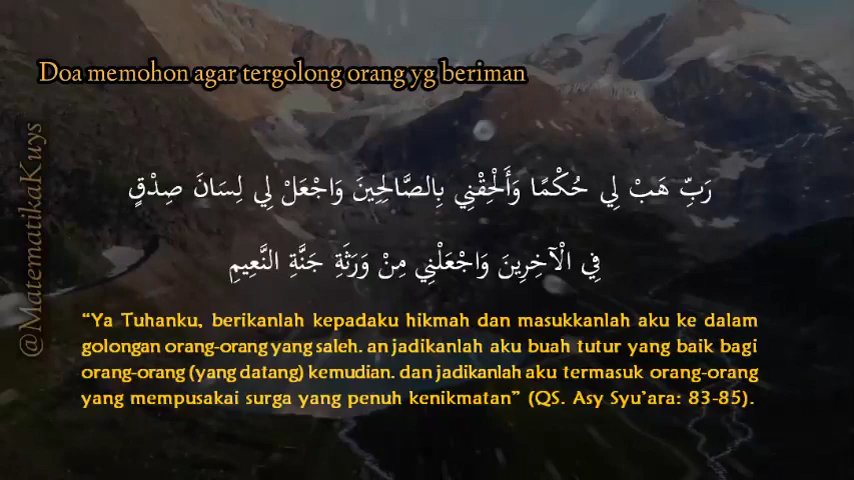 Doa memohon agar tergolong orang yg beriman
@MatematikaKwys
رَبِّ هَبْ لِي حُكْمًا وَأَلْحِقْنِي بِالصَّالِحِينَ وَاجْعَلْ لِي لِسَانَ صِدْقٍ
فِي الْآخِرِينَ وَاجْعَلْنِي مِنْ وَرَثَةِ جَنَّةِ النَّعِيمِ
“Ya Tuhanku, berikanlah kepadaku hikmah dan masukkanlah aku ke dalam
golongan orang-orang yang saleh. an jadikanlah aku buah tutur yang baik bagi
orang-orang (yang datang) kemudian. dan jadikanlah aku termasuk orang-orang
yang mempusakai surga yang penuh kenikmatan” (QS. Asy Syu’ara: 83-85).